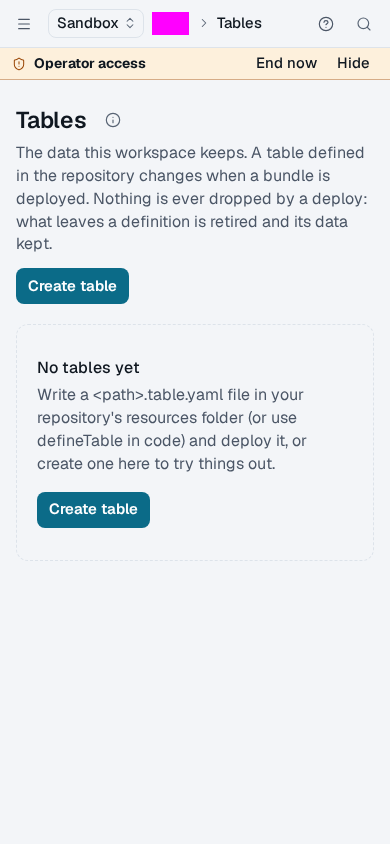 Sandbox
Tables
Operator access
End now
Hide
Tables
The data this workspace keeps. A table defined
in the repository changes when a bundle is
deployed. Nothing is ever dropped by a deploy:
what leaves a definition is retired and its data
kept.
Create table
No tables yet
Write a <path>.table.yaml file in your
repository's resources folder (or use
defineTable in code) and deploy it, or
create one here to try things out.
Create table